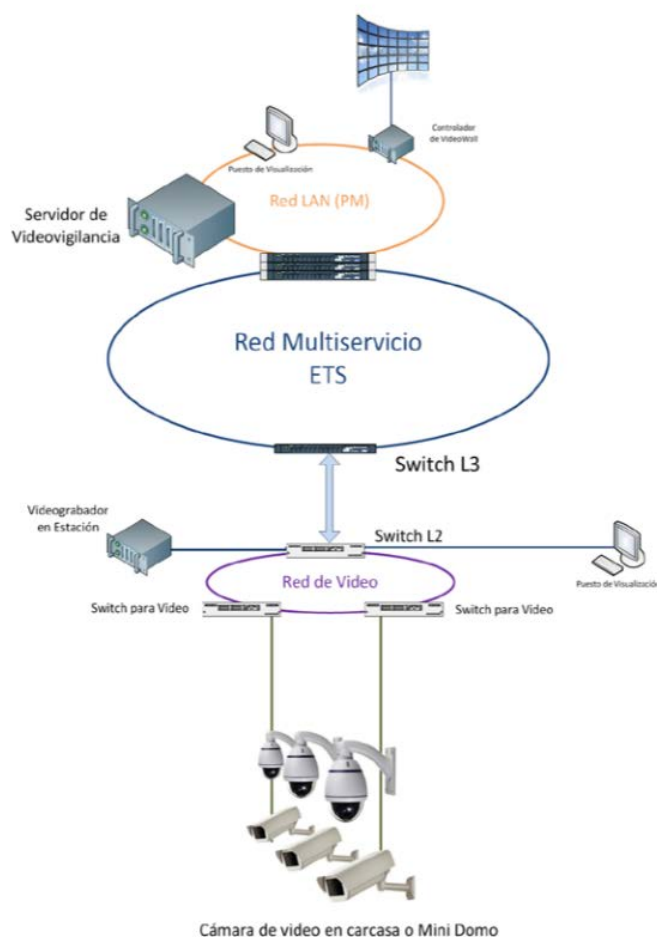 Controlador
de VideoWall
Puesto de Visualización
Red LAN (PM)
Servidor de
Videovigilancia
Red Multiservicio
ETS
Switch L3
Videograbador
en Estación
Switch L2
Puesto de Visualización
Red de Video
Switch para Video
Switch para Video
Cámara de video en carcasa o Mini Domo